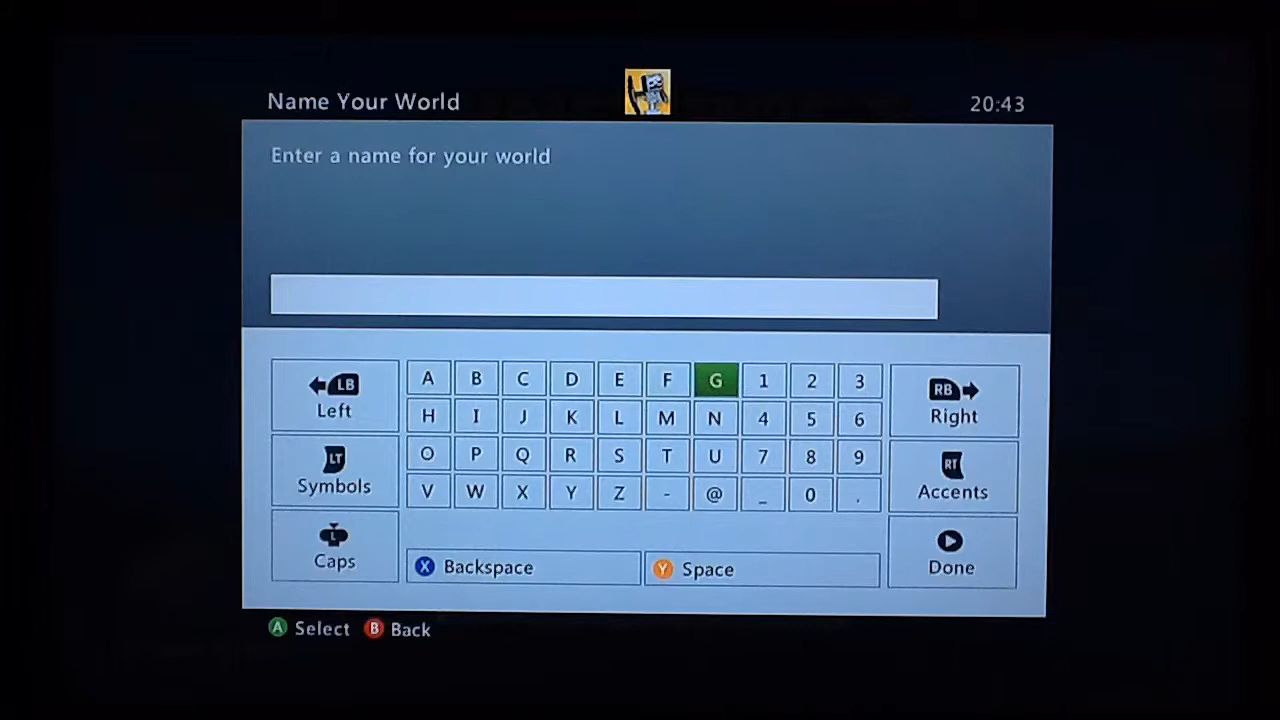 Name Your World
20:43
Enter a name for your world
LB
Left
LT
Symbols
L
Caps
A B C D E F G 1 2 3
H I J K L M N 4 5 6
O P Q R S T U 7 8 9
V W X Y Z - @ _ 0 .
X Backspace
Y Space
RB
Right
RT
Accents
Done
A Select B Back